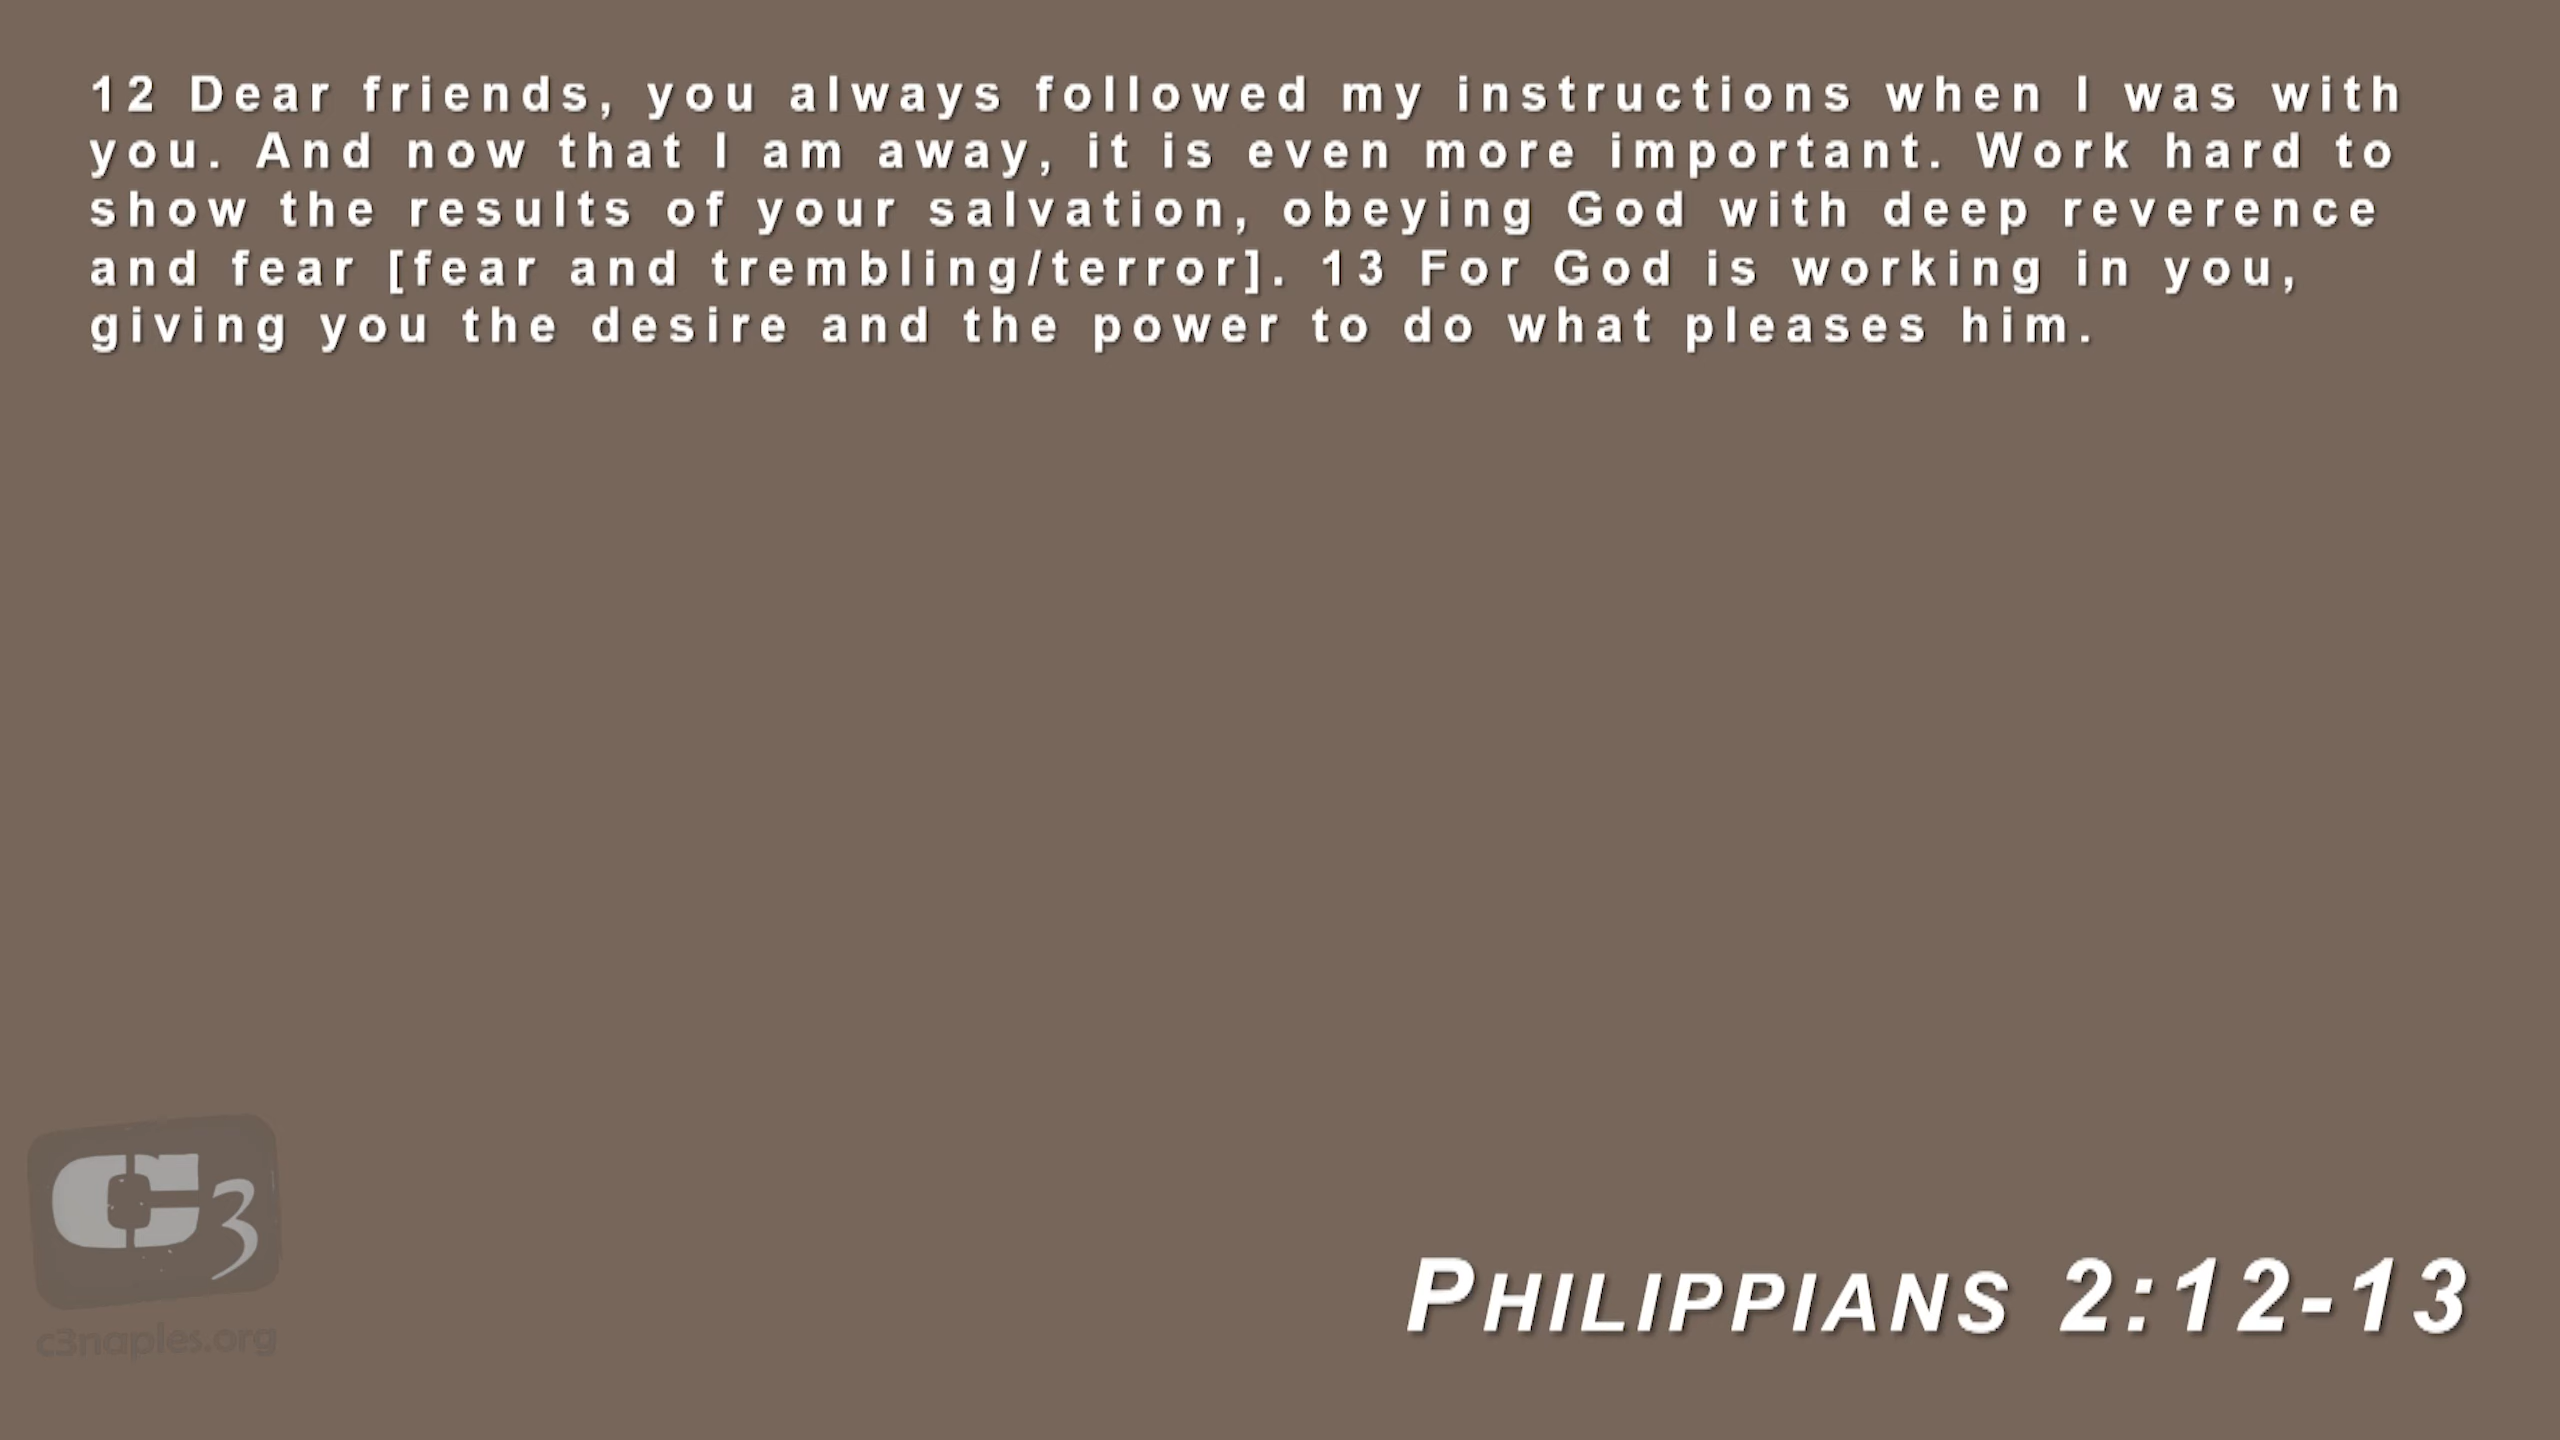 12 Dear friends, you always followed my instructions when I was with
you. And now that I am away, it is even more important. Work hard to
show the results of your salvation, obeying God with deep reverence
and fear [fear and trembling/terror]. 13 For God is working in you,
giving you the desire and the power to do what pleases him.
C3
c3naples.org
PHILIPPIANS 2:12-13